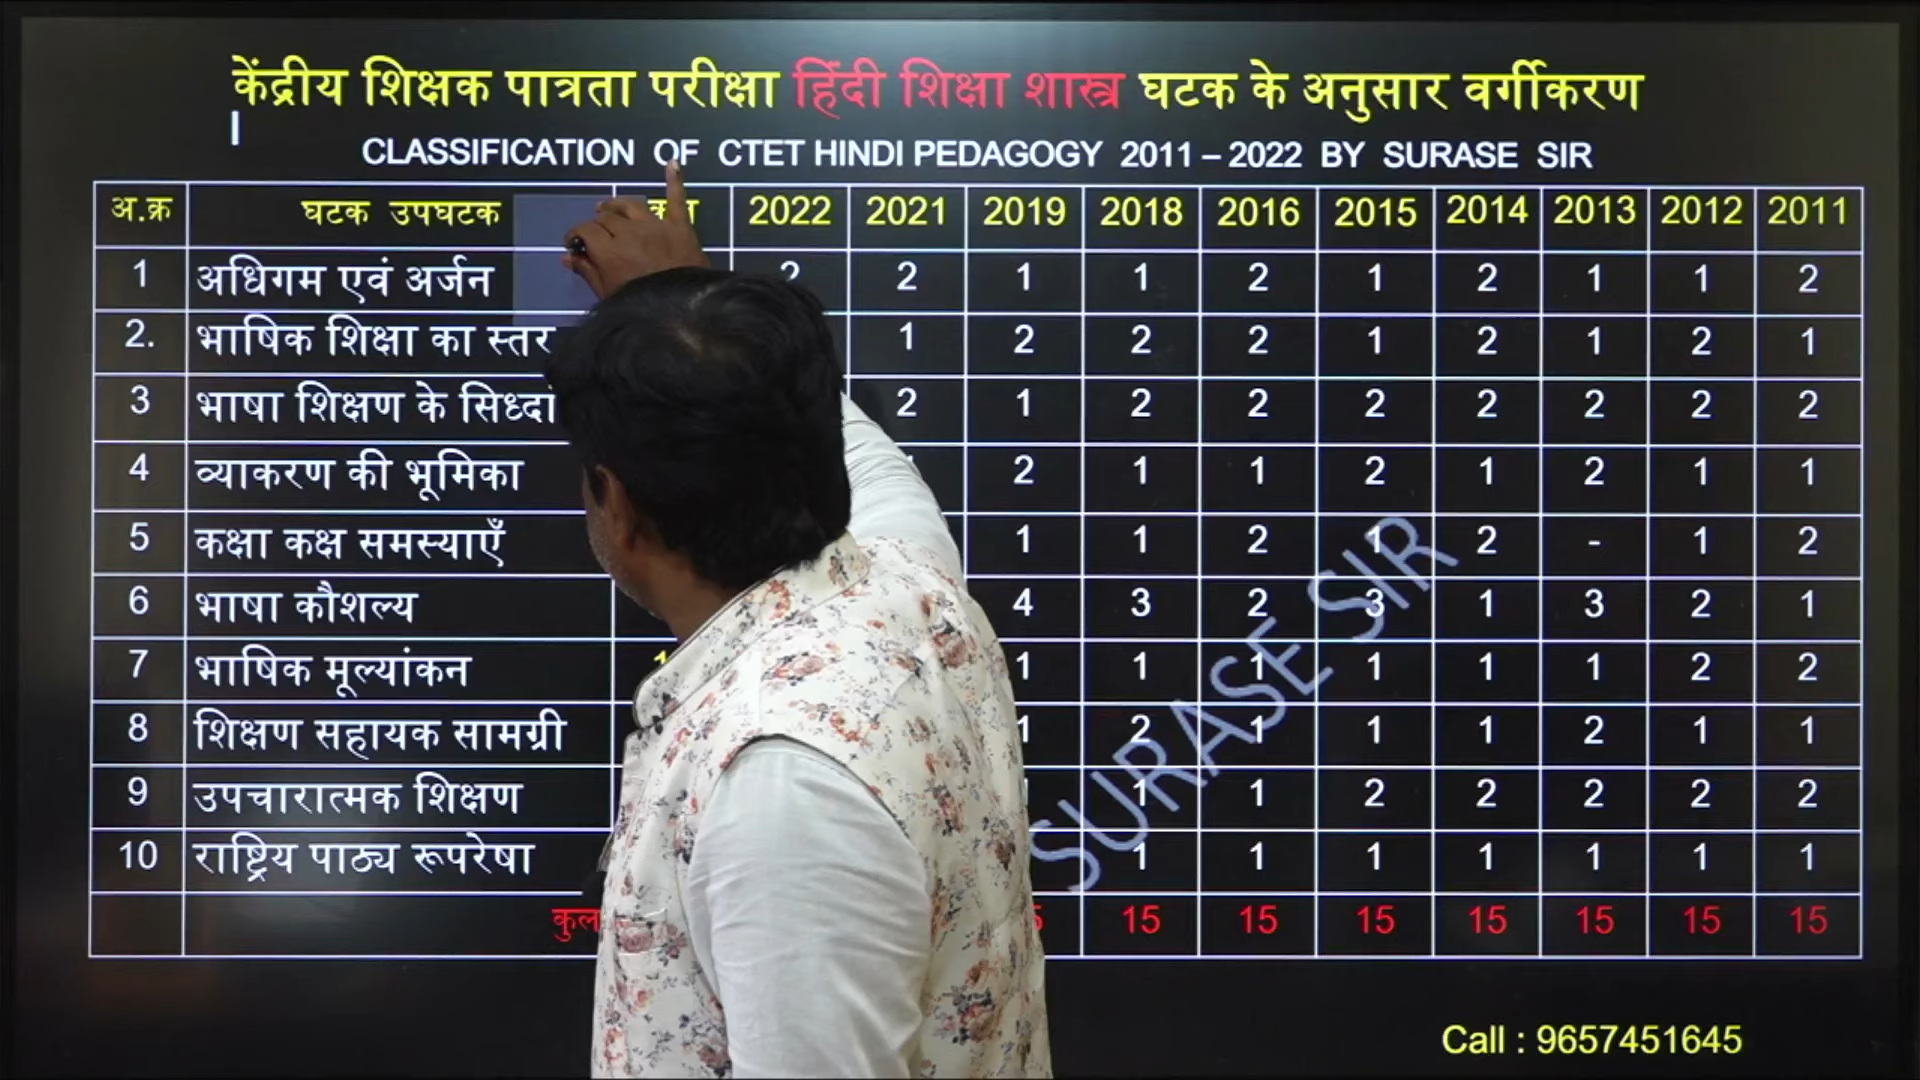 केंद्रीय शिक्षक पात्रता परीक्षा हिंदी शिक्षा शास्त्र घटक के अनुसार वर्गीकरण
CLASSIFICATION OF CTET HINDI PEDAGOGY 2011 – 2022 BY SURASE SIR
अ.क्र घटक उपघटक 2022 2021 2019 2018 2016 2015 2014 2013 2012 2011
1 अधिगम एवं अर्जन 2 2 1 1 2 1 2 1 1 2
2. भाषिक शिक्षा का स्तर 1 2 2 2 1 2 1 2 1
3 भाषा शिक्षण के 2 1 2 2 2 2 2 2 2
4 व्याकरण की भूमिका 2 1 1 2 1 2 1 1
5 कक्षा कक्ष समस्याएँ 1 1 2 1 2 - 1 2
6 भाषा कौशल्य 4 3 2 3 1 3 2 1
7 भाषिक मूल्यांकन 1 1 1 1 1 1 2 2
8 शिक्षण सहायक सामग्री 1 2 1 1 1 2 1 1
9 उपचारात्मक शिक्षण 1 1 2 2 2 2 2
10 राष्ट्रिय पाठ्य रूपरेषा 1 1 1 1 1 1 1
कुल 15 15 15 15 15 15 15
SURASE SIR
Call : 9657451645